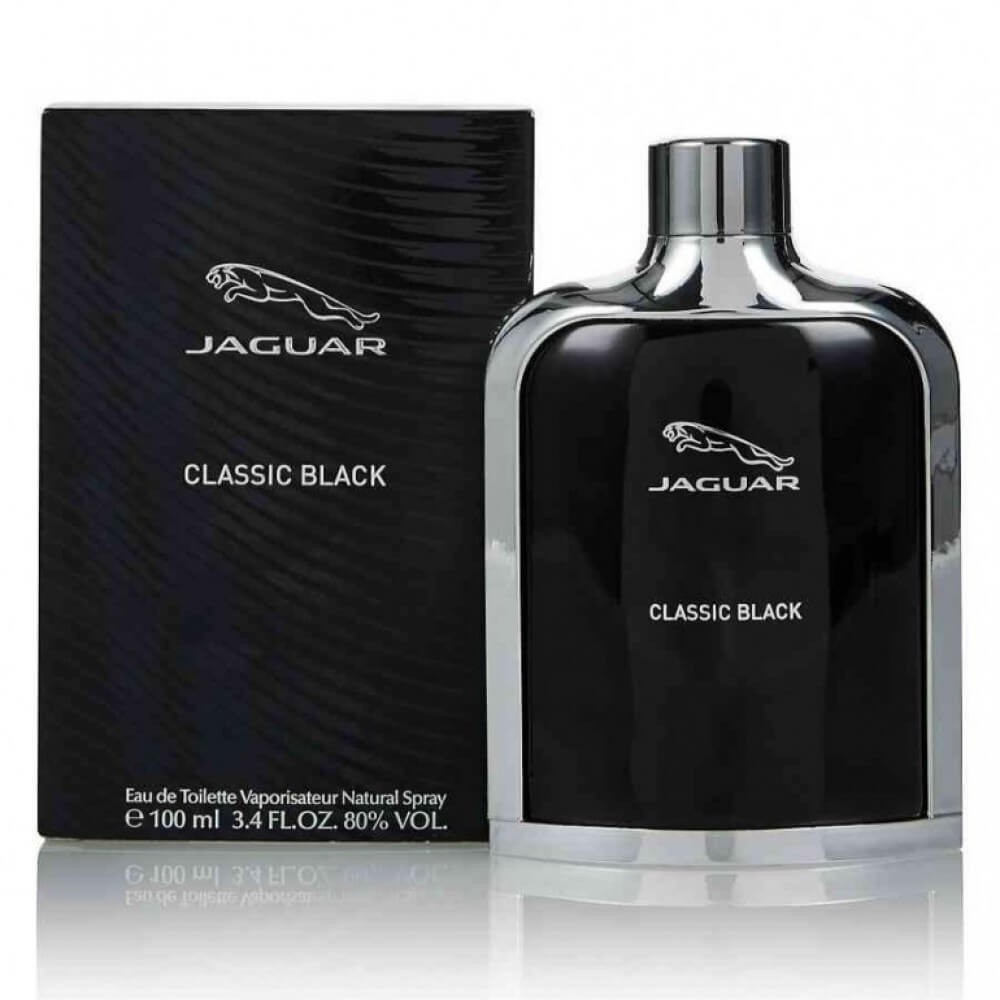 JAGUAR
CLASSIC BLACK
Eau de Toilette Vaporisateur Natural Spray
℮ 100 ml 3.4 FL.OZ. 80% VOL.
JAGUAR
CLASSIC BLACK